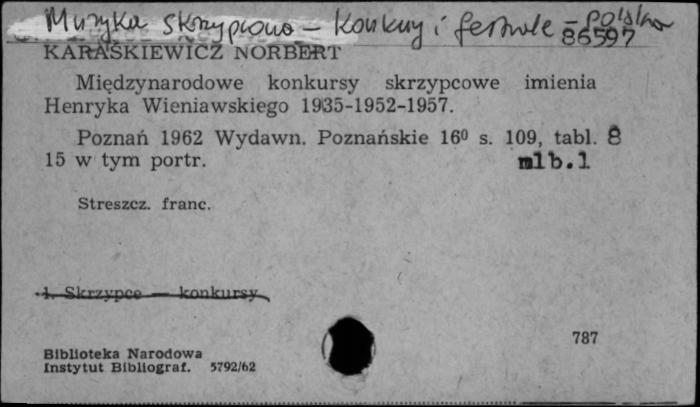 Muzyka skrzypcowa – konkursy i festiwale – Polska
86597
KARAŚKIEWICZ NORBERT
Międzynarodowe konkursy skrzypcowe imienia
Henryka Wieniawskiego 1935-1952-1957.
Poznań 1962 Wydawn. Poznańskie 16⁰ s. 109, tabl. 8
15 w tym portr. mlb.1
Streszcz. franc.
1. Skrzypce — konkursy
787
Biblioteka Narodowa
Instytut Bibliograf. 5792/62